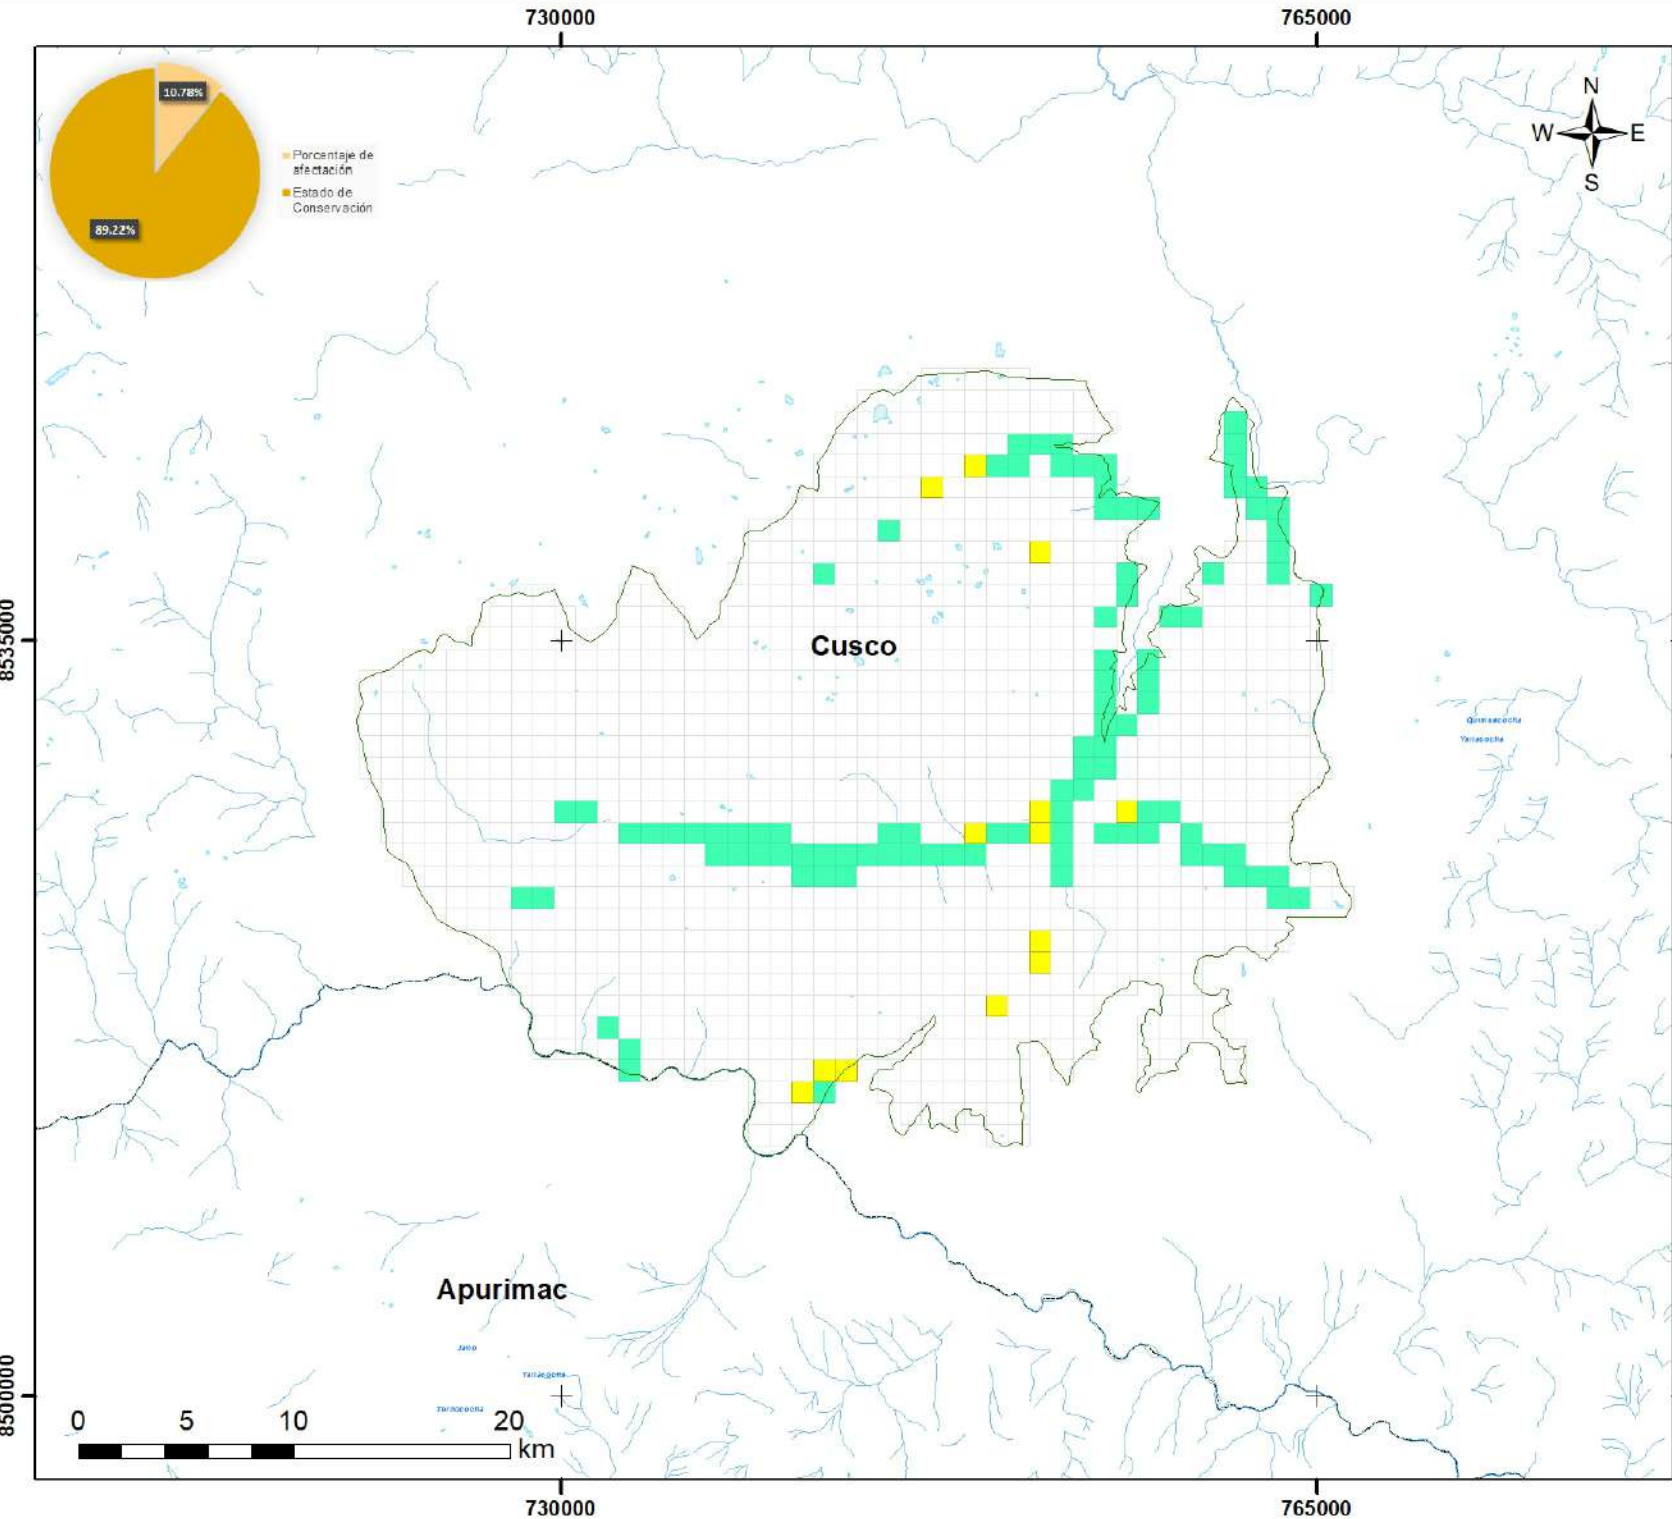 730000
765000
10.78%
N
W
E
S
Porcentaje de
afectación
Estado de
Conservación
89.22%
8535000
Cusco
Yanacocha
Apurimac
0
5
10
20
km
8500000
730000
765000